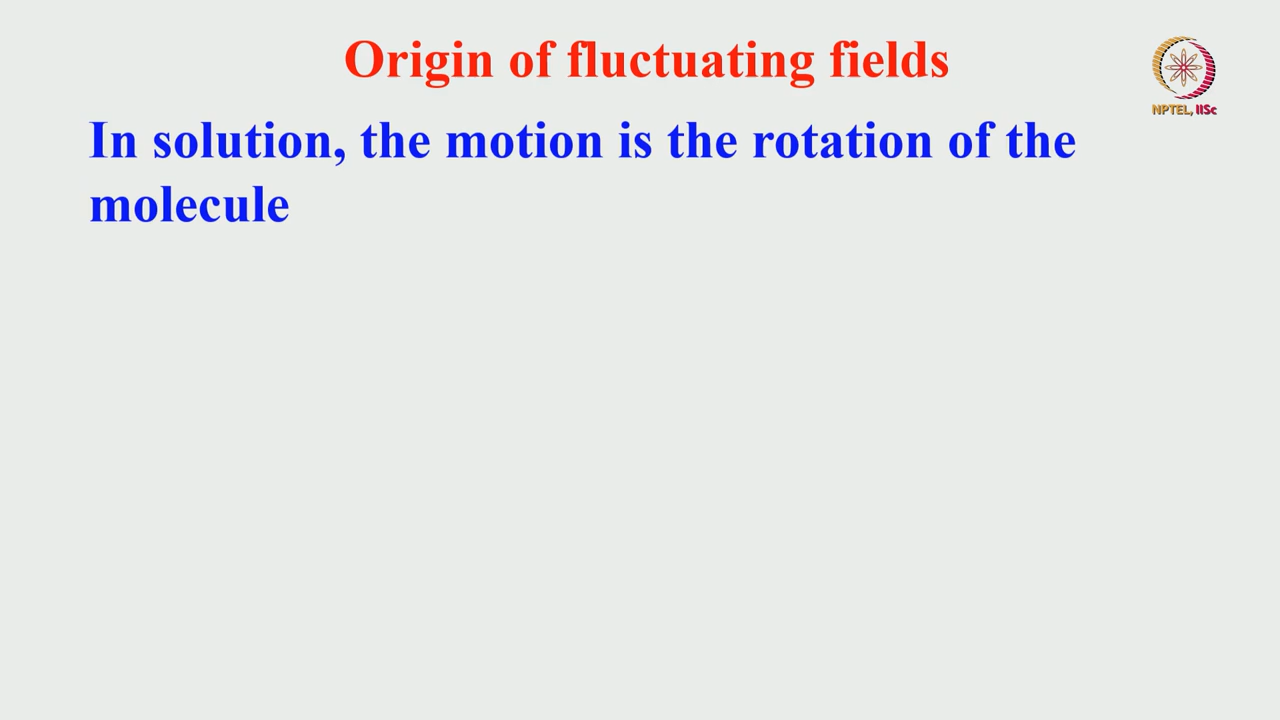 Origin of fluctuating fields
NPTEL, IISc
In solution, the motion is the rotation of the
molecule